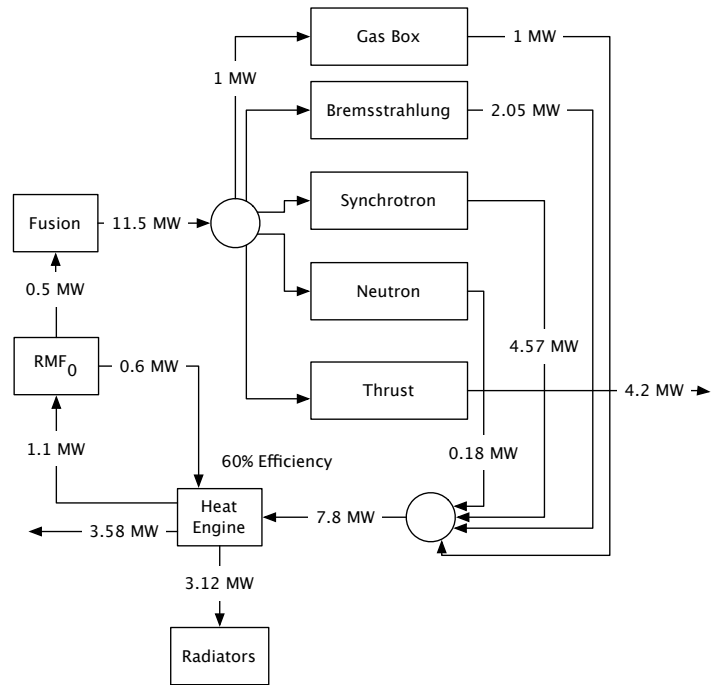 Gas Box
1 MW
1 MW
Bremsstrahlung
2.05 MW
Synchrotron
Fusion
11.5 MW
Neutron
0.5 MW
4.57 MW
RMF0
0.6 MW
Thrust
4.2 MW
1.1 MW
0.18 MW
60% Efficiency
Heat
Engine
7.8 MW
3.58 MW
3.12 MW
Radiators